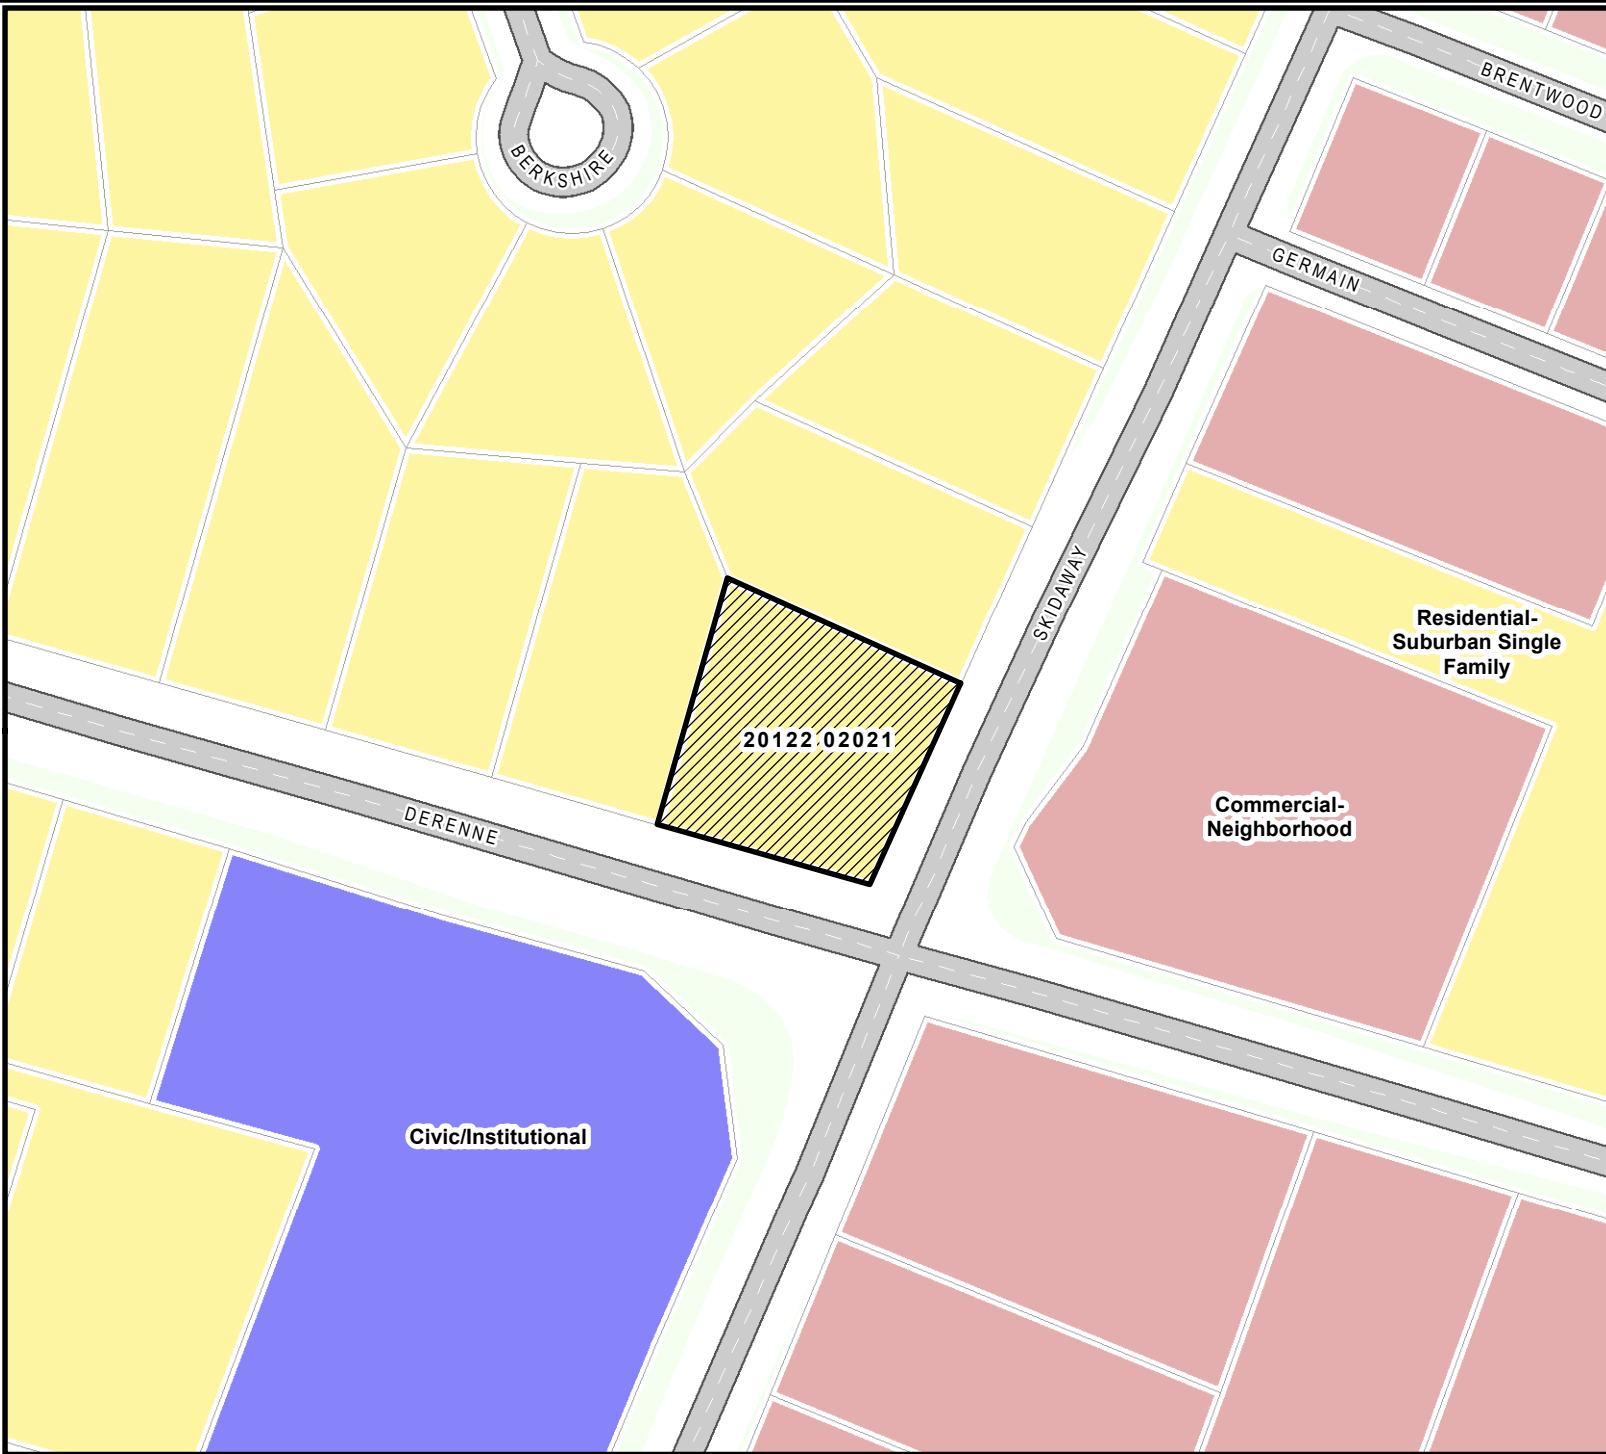 BRENTWOOD
BERKSHIRE
GERMAIN
SKIDAWAY
Residential-
Suburban Single
Family
20122 02021
Commercial-
Neighborhood
DERENNE
Civic/Institutional